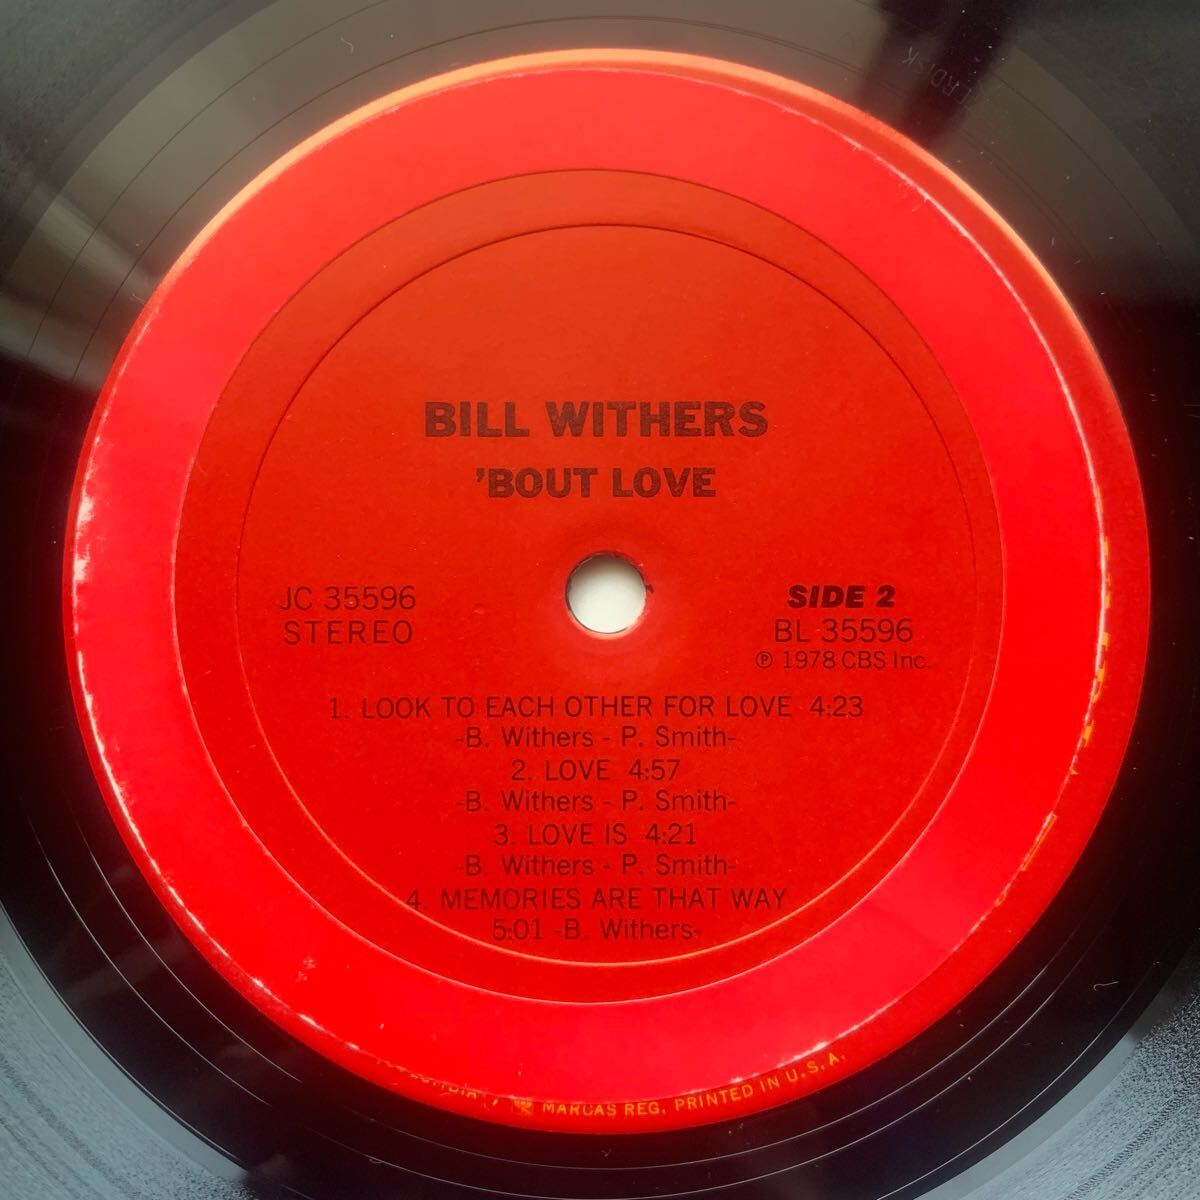 BILL WITHERS
'BOUT LOVE
JC 35596
STEREO
SIDE 2
BL 35596
℗ 1978 CBS Inc.
1. LOOK TO EACH OTHER FOR LOVE 4:23
-B. Withers - P. Smith-
2. LOVE 4:57
-B. Withers - P. Smith-
3. LOVE IS 4:21
-B. Withers - P. Smith-
4. MEMORIES ARE THAT WAY
5:01 -B. Withers-
MARCAS REG. PRINTED IN U.S.A.